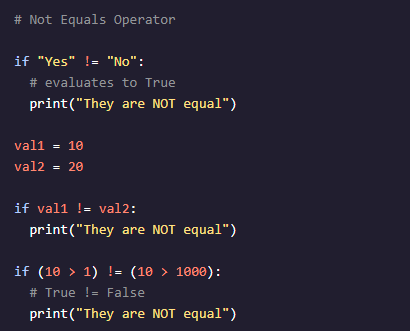 # Not Equals Operator
if "Yes" != "No":
  # evaluates to True
  print("They are NOT equal")
val1 = 10
val2 = 20
if val1 != val2:
  print("They are NOT equal")
if (10 > 1) != (10 > 1000):
  # True != False
  print("They are NOT equal")